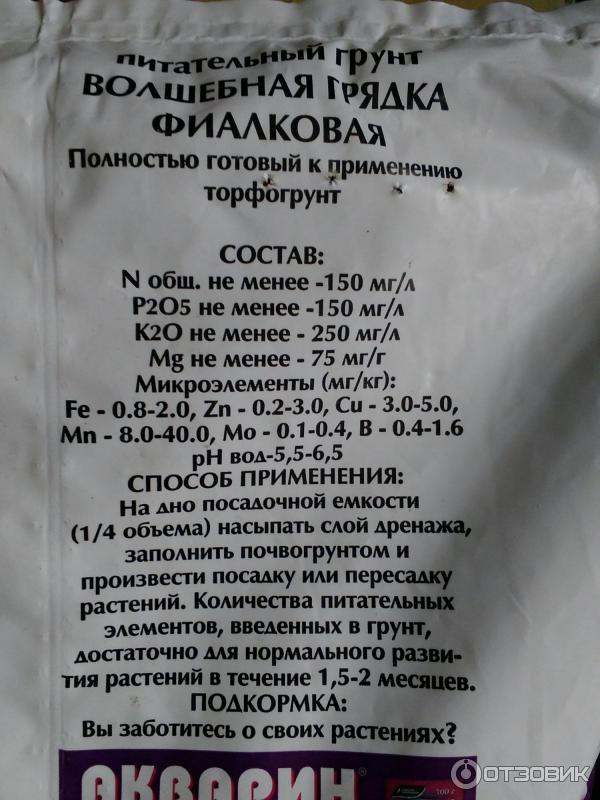 питательный грунт
ВОЛШЕБНАЯ ГРЯДКА
ФИАЛКОВАЯ
Полностью готовый к применению
торфогрунт
СОСТАВ:
N общ. не менее -150 мг/л
P2O5 не менее -150 мг/л
K2O не менее - 250 мг/л
Mg не менее - 75 мг/г
Микроэлементы (мг/кг):
Fe - 0.8-2.0, Zn - 0.2-3.0, Cu - 3.0-5.0,
Mn - 8.0-40.0, Mo - 0.1-0.4, B - 0.4-1.6
pH вод-5,5-6,5
СПОСОБ ПРИМЕНЕНИЯ:
На дно посадочной емкости
(1/4 объема) насыпать слой дренажа,
заполнить почвогрунтом и
произвести посадку или пересадку
растений. Количества питательных
элементов, введенных в грунт,
достаточно для нормального разви-
тия растений в течение 1,5-2 месяцев.
ПОДКОРМКА:
Вы заботитесь о своих растениях?
АКВАРИН®
100 г
ОТЗОВИК